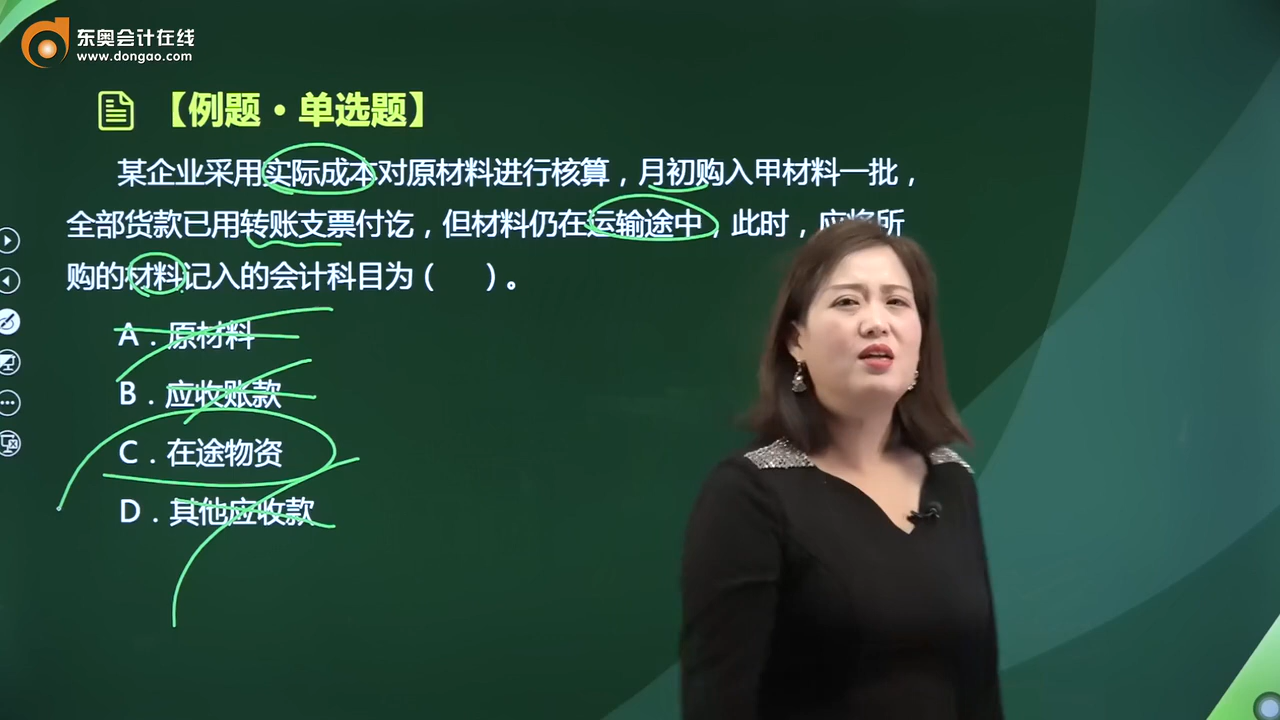 东奥会计在线
www.dongao.com
【例题·单选题】
某企业采用实际成本对原材料进行核算，月初购入甲材料一批，
全部货款已用转账支票付讫，但材料仍在运输途中，此时，应将所
购的材料记入的会计科目为（ ）。
A．原材料
B．应收账款
C．在途物资
D．其他应收款